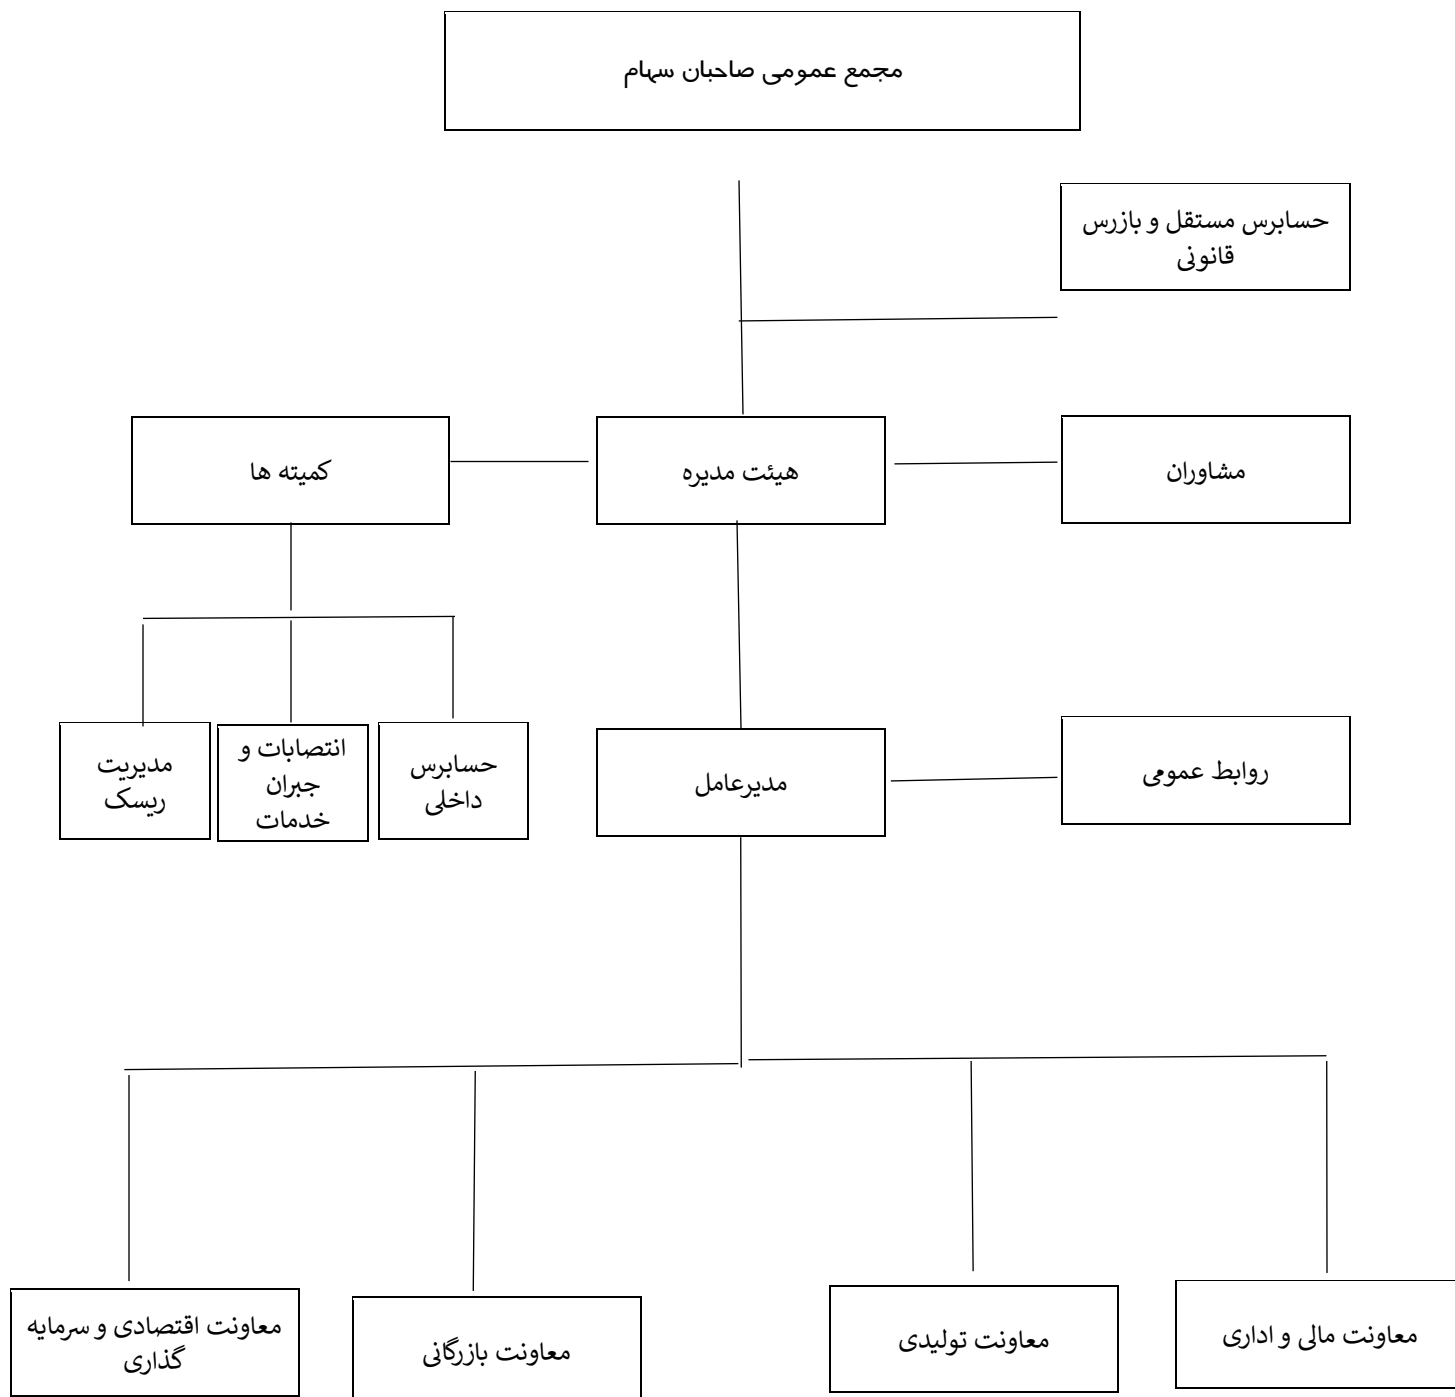 مجمع عمومی صاحبان سهام
حسابرس مستقل و بازرس
قانونی
مشاوران
هیئت مدیره
کمیته ها
حسابرس
داخلی
انتصابات و
جبران
خدمات
مدیریت
ریسک
روابط عمومی
مدیرعامل
معاونت مالی و اداری
معاونت تولیدی
معاونت بازرگانی
معاونت اقتصادی و سرمایه
گذاری